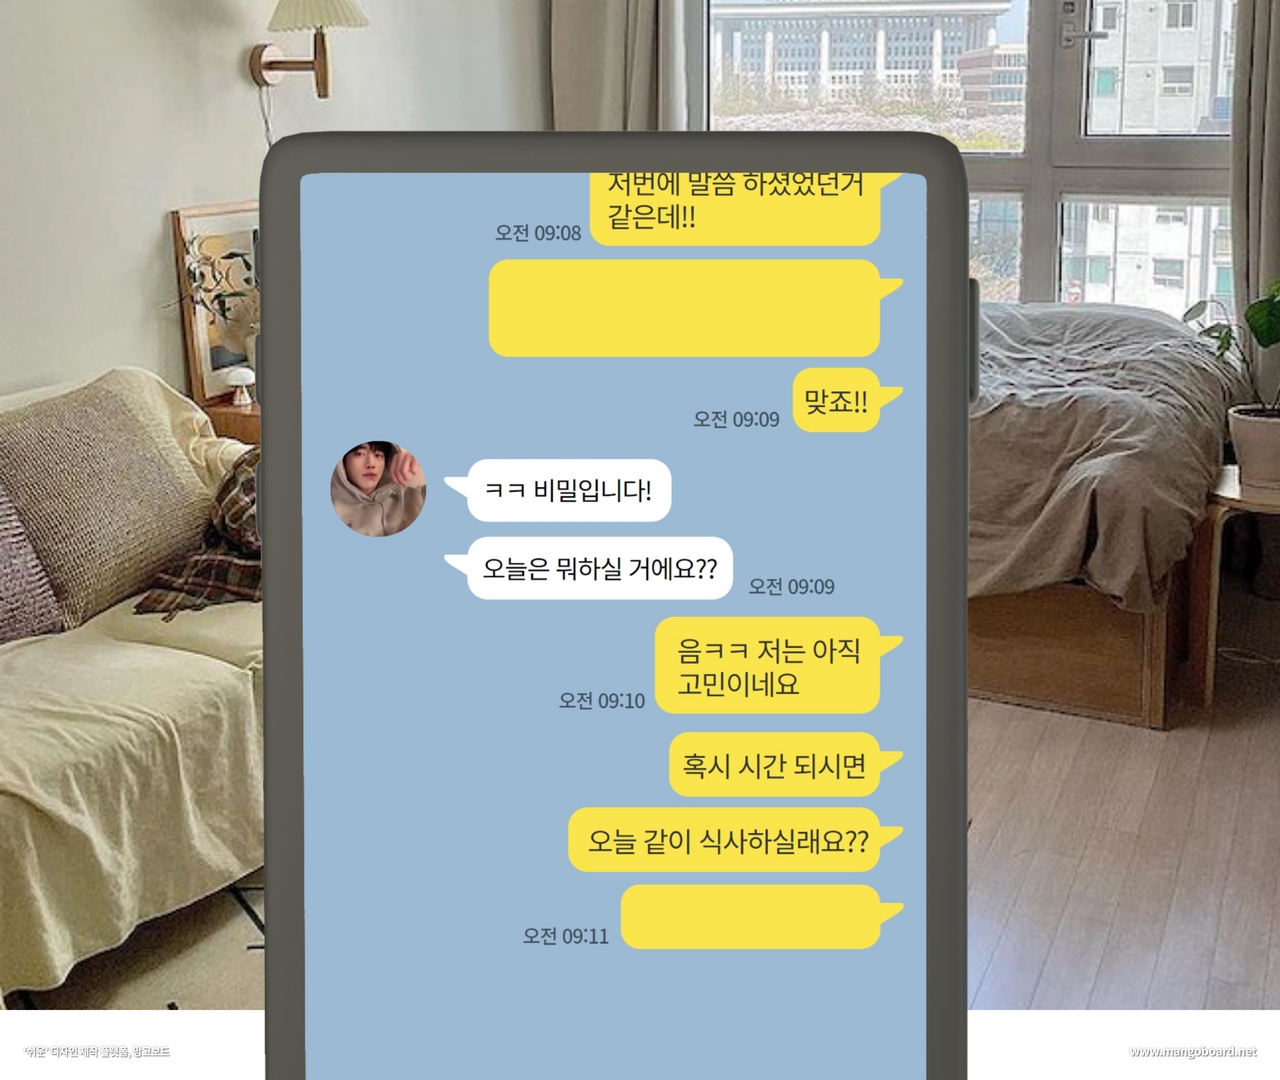 저번에 말씀 하셨었던거
같은데!!
오전 09:08
맞죠!!
오전 09:09
ㅋㅋ 비밀입니다!
오늘은 뭐하실 거에요??
오전 09:09
음ㅋㅋ 저는 아직
고민이네요
오전 09:10
혹시 시간 되시면
오늘 같이 식사하실래요??
오전 09:11
'쉬운' 디자인 제작 플랫폼, 망고보드
www.mangoboard.net